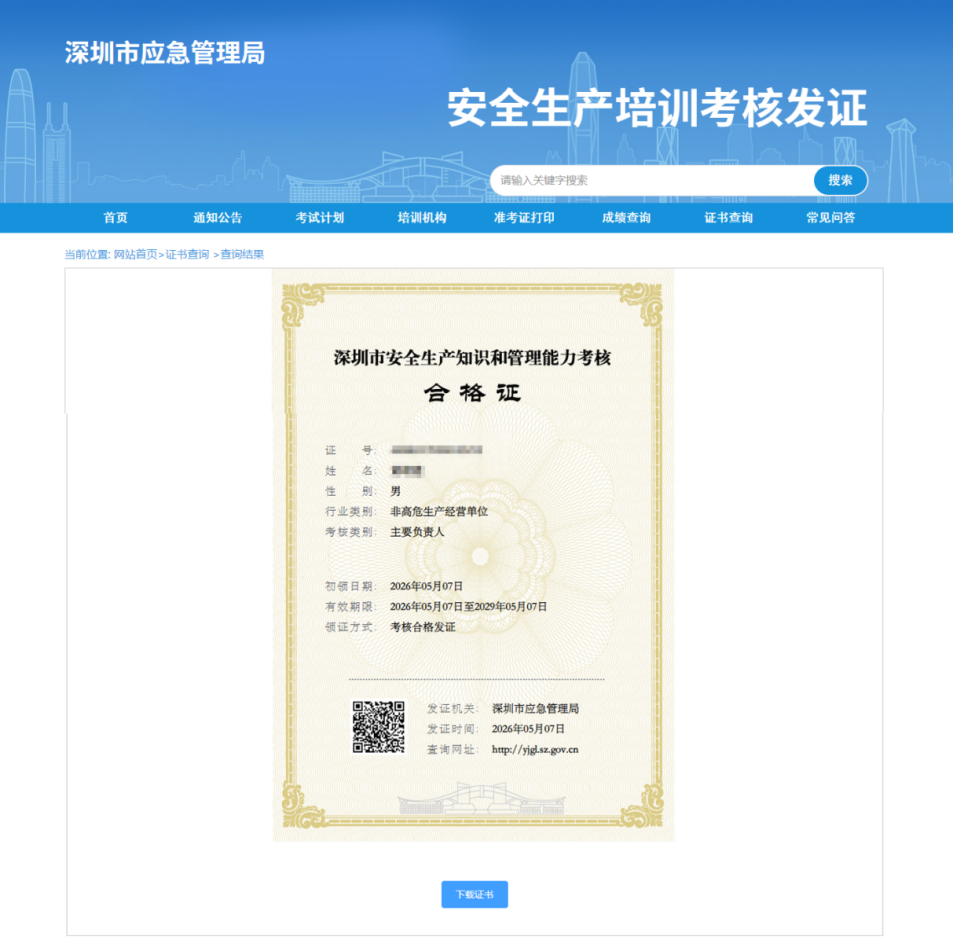 深圳市应急管理局
安全生产培训考核发证
请输入关键字搜索 搜索
首页 通知公告 考试计划 培训机构 准考证打印 成绩查询 证书查询 常见问答
当前位置: 网站首页>证书查询 >查询结果
深圳市安全生产知识和管理能力考核
合格证
证 号:
姓 名:
性 别: 男
行业类别: 非高危生产经营单位
考核类别: 主要负责人
初领日期: 2026年05月07日
有效期限: 2026年05月07日至2029年05月07日
领证方式: 考核合格发证
发证机关: 深圳市应急管理局
发证时间: 2026年05月07日
查询网址: http://yjgl.sz.gov.cn
下载证书